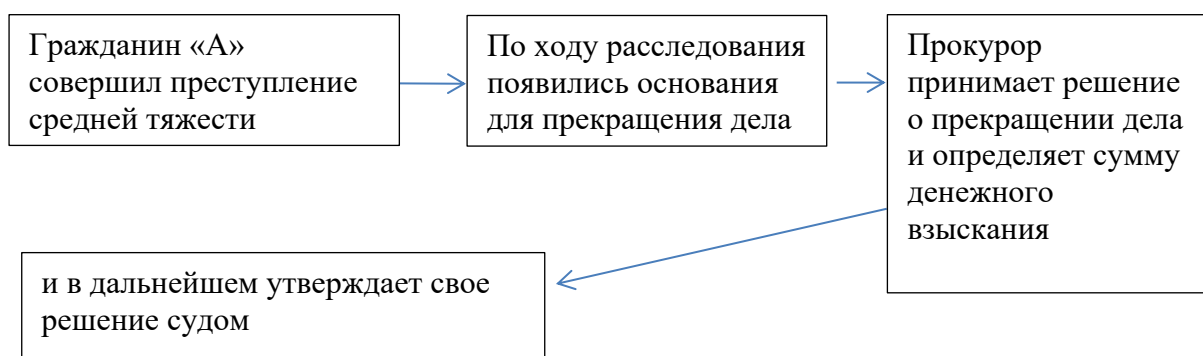 Гражданин «А»
совершил преступление
средней тяжести
По ходу расследования
появились основания
для прекращения дела
Прокурор
принимает решение
о прекращении дела
и определяет сумму
денежного
взыскания
и в дальнейшем утверждает свое
решение судом